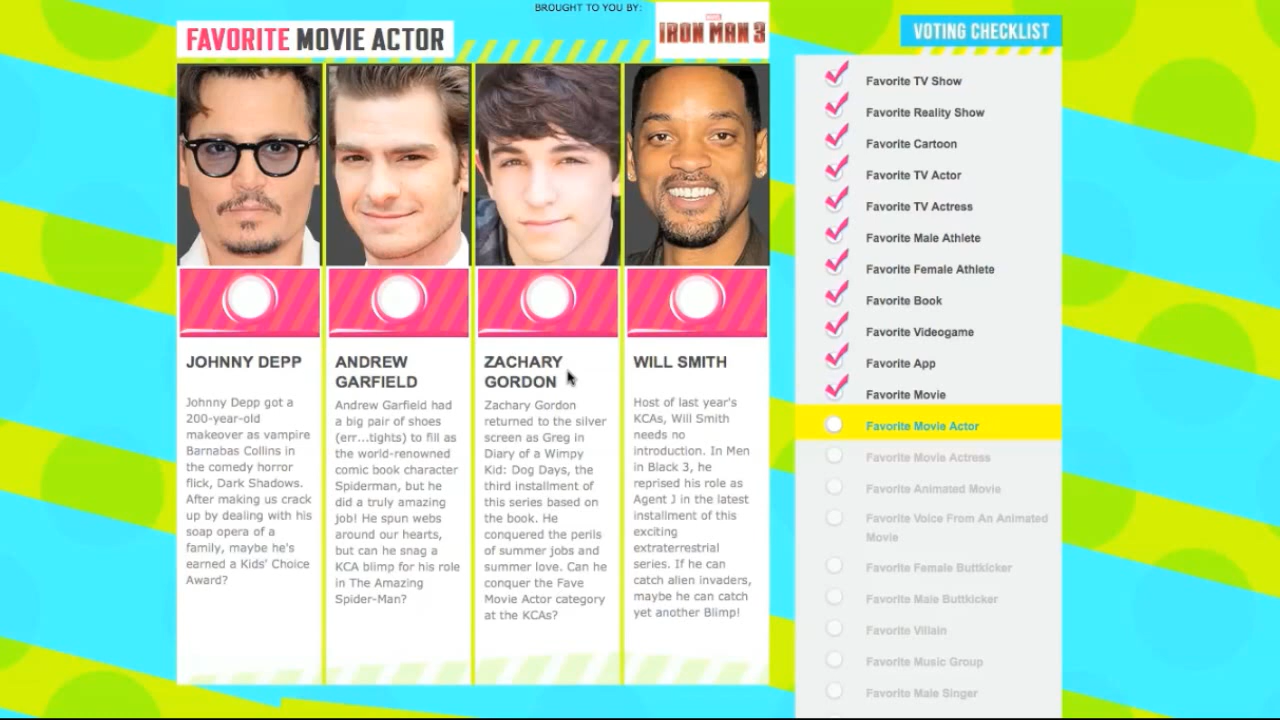 BROUGHT TO YOU BY:
MARVEL
IRON MAN 3
FAVORITE MOVIE ACTOR
JOHNNY DEPP
Johnny Depp got a
200-year-old
makeover as vampire
Barnabas Collins in
the comedy horror
flick, Dark Shadows.
After making us crack
up by dealing with his
soap opera of a
family, maybe he's
earned a Kids' Choice
Award?
ANDREW
GARFIELD
Andrew Garfield had
a big pair of shoes
(err...tights) to fill as
the world-renowned
comic book character
Spiderman, but he
did a truly amazing
job! He spun webs
around our hearts,
but can he snag a
KCA blimp for his role
in The Amazing
Spider-Man?
ZACHARY
GORDON
Zachary Gordon
returned to the silver
screen as Greg in
Diary of a Wimpy
Kid: Dog Days, the
third installment of
this series based on
the book. He
conquered the perils
of summer jobs and
summer love. Can he
conquer the Fave
Movie Actor category
at the KCAs?
WILL SMITH
Host of last year's
KCAs, Will Smith
needs no
introduction. In Men
in Black 3, he
reprised his role as
Agent J in the latest
installment of this
exciting
extraterrestrial
series. If he can
catch alien invaders,
maybe he can catch
yet another Blimp!
VOTING CHECKLIST
Favorite TV Show
Favorite Reality Show
Favorite Cartoon
Favorite TV Actor
Favorite TV Actress
Favorite Male Athlete
Favorite Female Athlete
Favorite Book
Favorite Videogame
Favorite App
Favorite Movie
Favorite Movie Actor
Favorite Movie Actress
Favorite Animated Movie
Favorite Voice From An Animated
Movie
Favorite Female Buttkicker
Favorite Male Buttkicker
Favorite Villain
Favorite Music Group
Favorite Male Singer